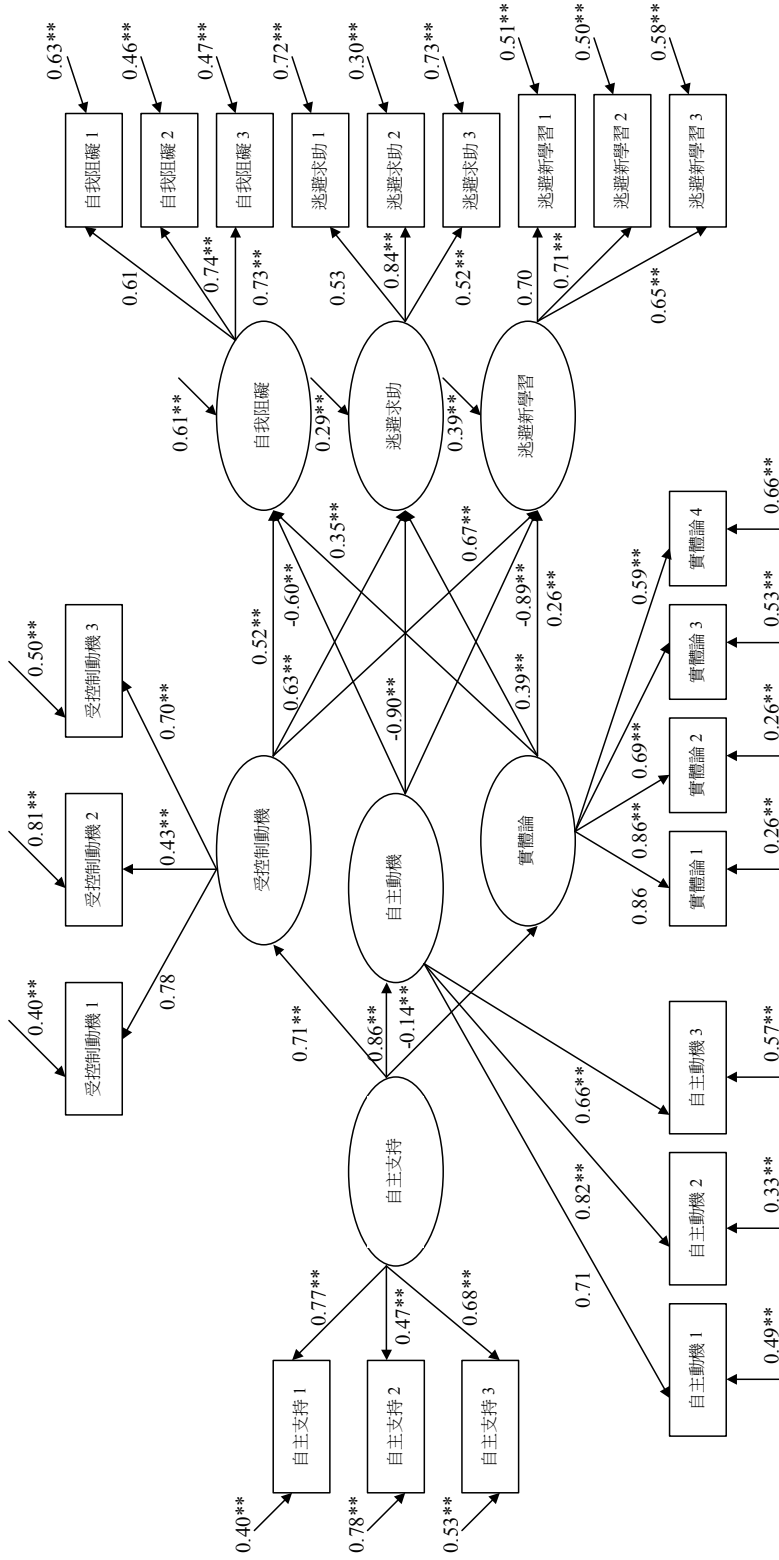 0.40**
0.81**
0.50**
受控制動機 1
受控制動機 2
受控制動機 3
0.78
0.43**
0.70**
0.40**
0.78**
0.53**
自主支持 1
自主支持 2
自主支持 3
0.77**
0.47**
0.68**
自主支持
0.71**
0.86**
-0.14**
受控制動機
自主動機
實體論
0.71
0.82**
0.66**
自主動機 1
自主動機 2
自主動機 3
0.49**
0.33**
0.57**
0.86
0.86**
0.69**
0.59**
實體論 1
實體論 2
實體論 3
實體論 4
0.26**
0.26**
0.53**
0.66**
0.52**
-0.60**
0.35**
0.63**
-0.90**
0.39**
0.67**
-0.89**
0.26**
0.61**
0.29**
0.39**
自我阻礙
逃避求助
逃避新學習
0.61
0.74**
0.73**
0.53
0.84**
0.52**
0.70
0.71**
0.65**
自我阻礙 1
自我阻礙 2
自我阻礙 3
逃避求助 1
逃避求助 2
逃避求助 3
逃避新學習 1
逃避新學習 2
逃避新學習 3
0.63**
0.46**
0.47**
0.72**
0.30**
0.73**
0.51**
0.50**
0.58**